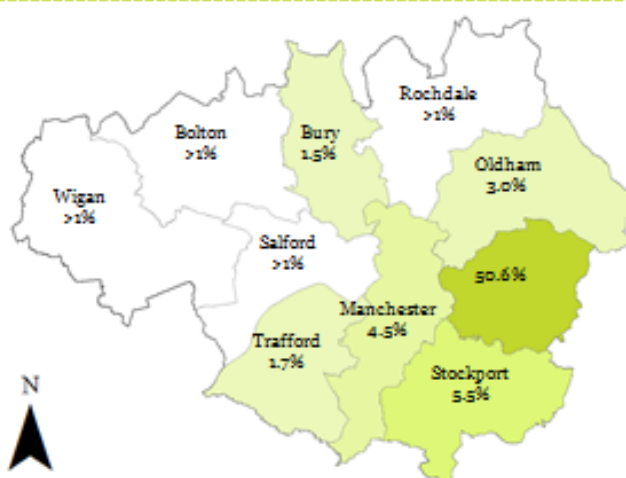 Rochdale
>1%
Bolton
>1%
Bury
1.5%
Oldham
3.0%
Wigan
>1%
Salford
>1%
50.6%
Manchester
4.5%
Trafford
1.7%
Stockport
5.5%
N